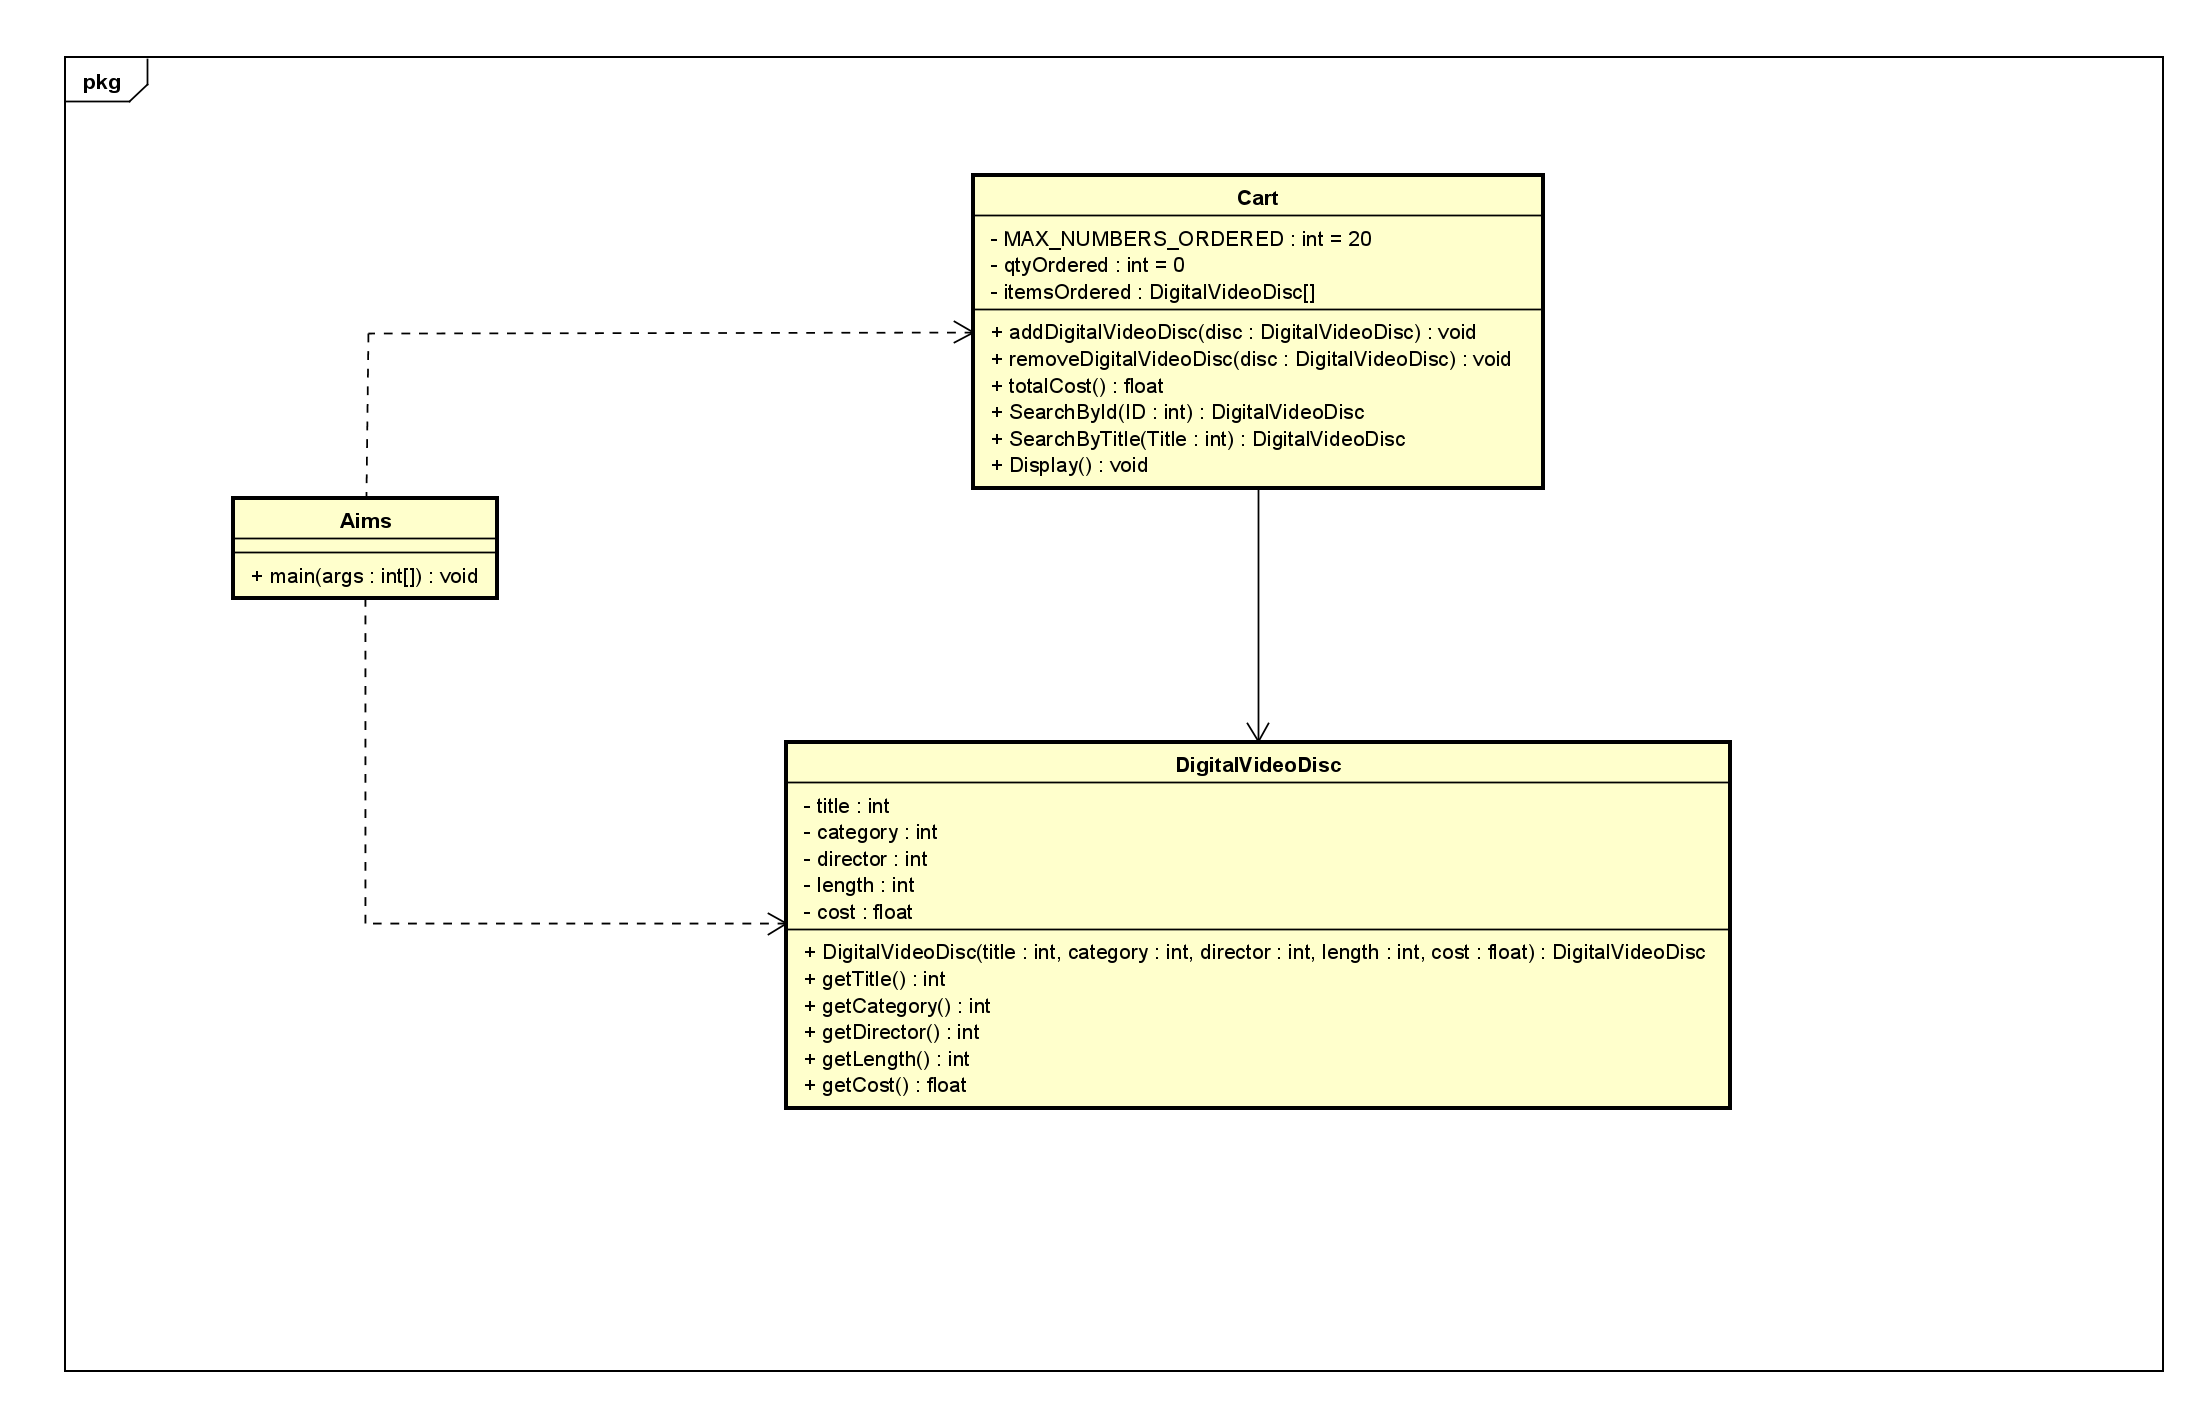 pkg
Cart
- MAX_NUMBERS_ORDERED : int = 20
- qtyOrdered : int = 0
- itemsOrdered : DigitalVideoDisc[]
+ addDigitalVideoDisc(disc : DigitalVideoDisc) : void
+ removeDigitalVideoDisc(disc : DigitalVideoDisc) : void
+ totalCost() : float
+ SearchById(ID : int) : DigitalVideoDisc
+ SearchByTitle(Title : int) : DigitalVideoDisc
+ Display() : void
Aims
+ main(args : int[]) : void
DigitalVideoDisc
- title : int
- category : int
- director : int
- length : int
- cost : float
+ DigitalVideoDisc(title : int, category : int, director : int, length : int, cost : float) : DigitalVideoDisc
+ getTitle() : int
+ getCategory() : int
+ getDirector() : int
+ getLength() : int
+ getCost() : float